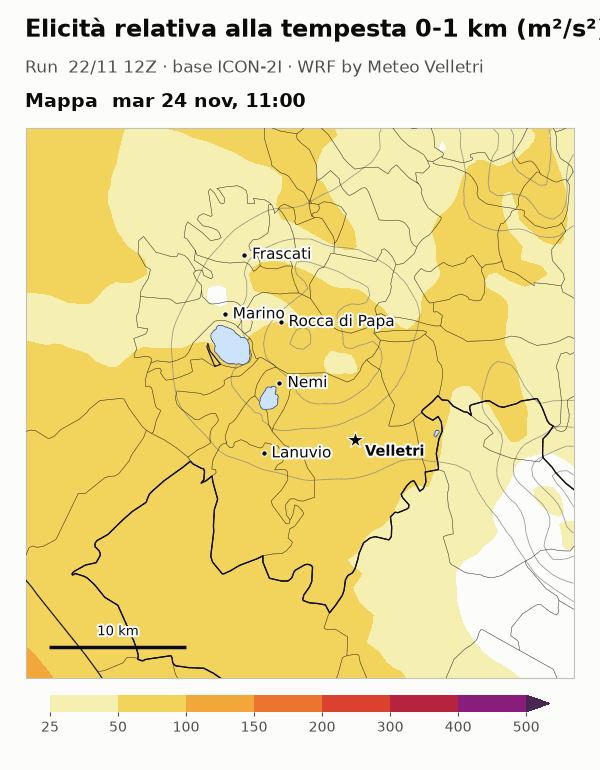 Elicità relativa alla tempesta 0-1 km (m²/s²)
Run 22/11 12Z · base ICON-2I · WRF by Meteo Velletri
Mappa mar 24 nov, 11:00
Frascati
Marino
Rocca di Papa
Nemi
Velletri
Lanuvio
10 km
25 50 100 150 200 300 400 500